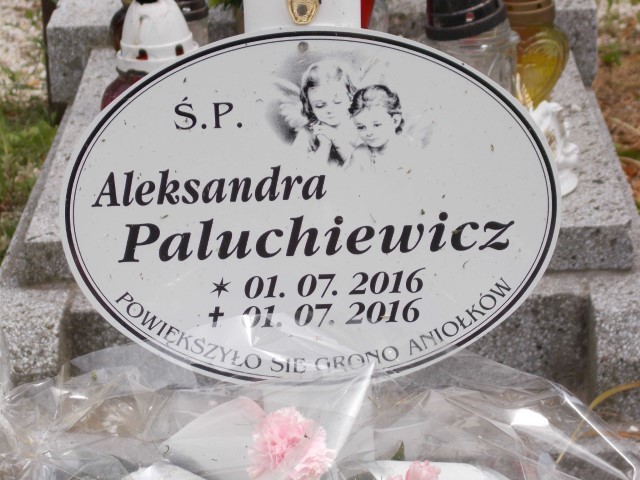 Ś.P.
Aleksandra
Paluchiewicz
✶ 01. 07. 2016
✝ 01. 07. 2016
POWIĘKSZYŁO SIĘ GRONO ANIOŁKÓW